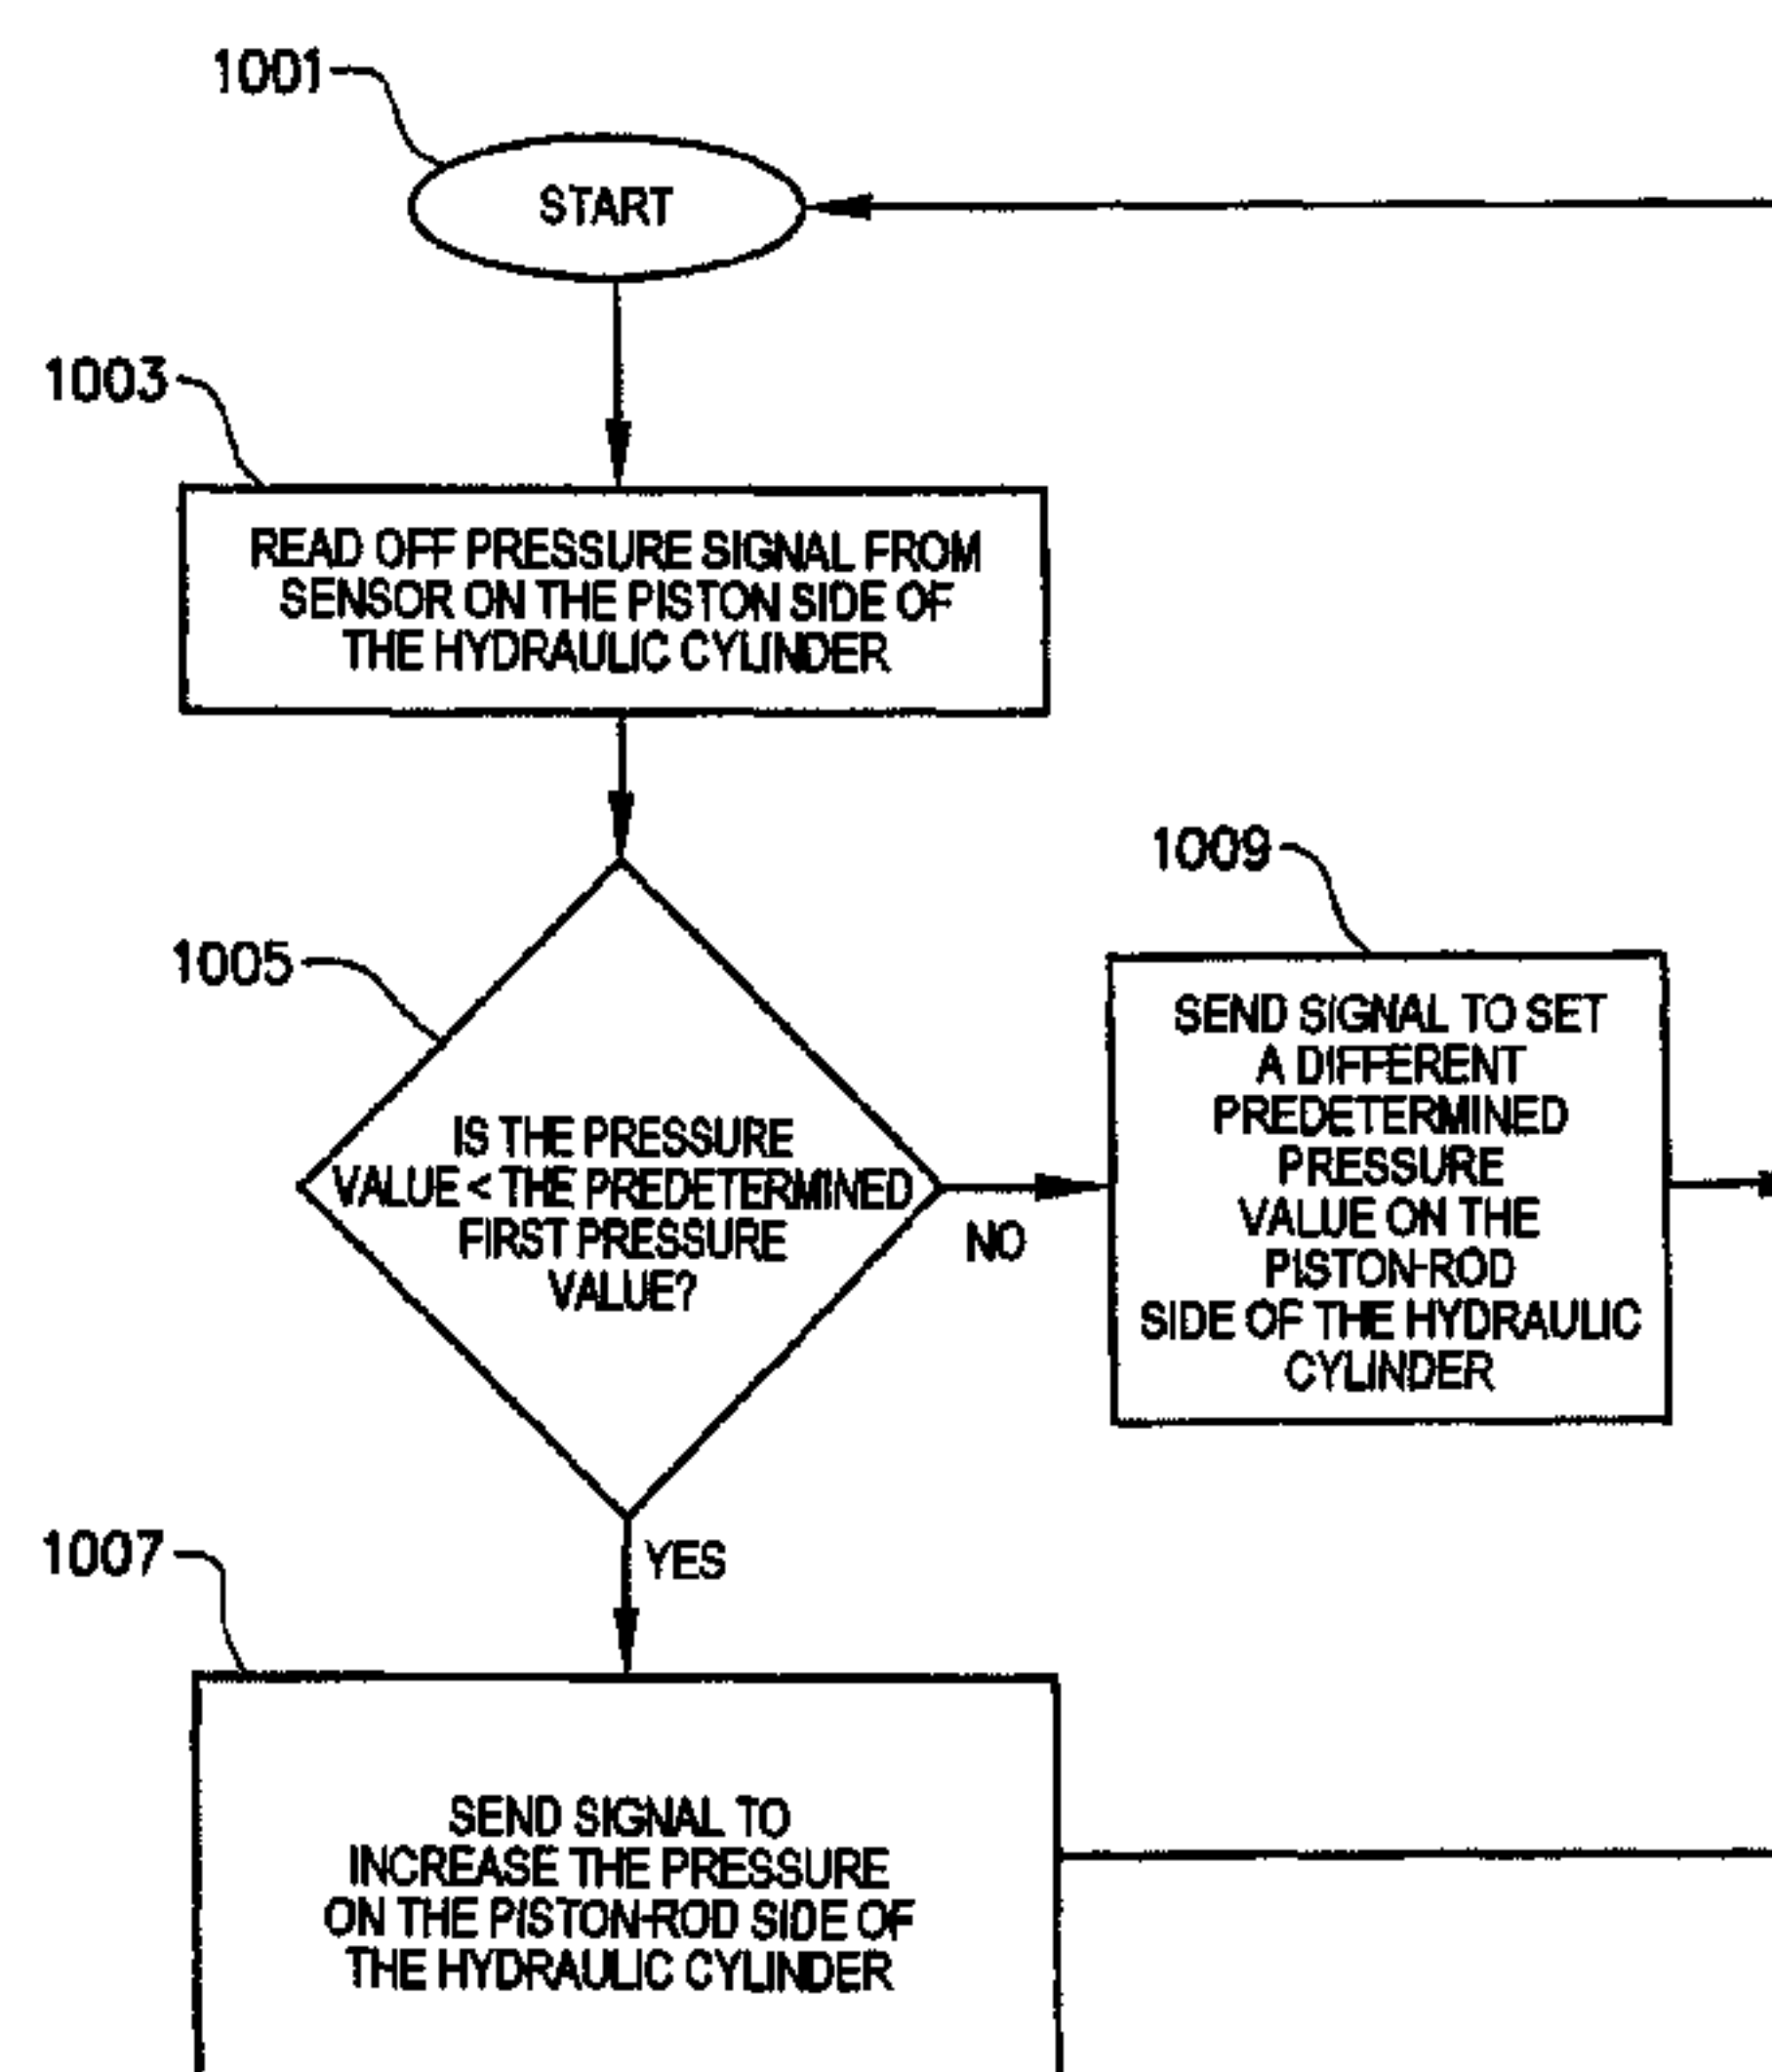 1001
START
1003
READ OFF PRESSURE SIGNAL FROM
SENSOR ON THE PISTON SIDE OF
THE HYDRAULIC CYLINDER
1005
IS THE PRESSURE
VALUE < THE PREDETERMINED
FIRST PRESSURE
VALUE?
NO
1009
SEND SIGNAL TO SET
A DIFFERENT
PREDETERMINED
PRESSURE
VALUE ON THE
PISTON-ROD
SIDE OF THE HYDRAULIC
CYLINDER
YES
1007
SEND SIGNAL TO
INCREASE THE PRESSURE
ON THE PISTON-ROD SIDE OF
THE HYDRAULIC CYLINDER